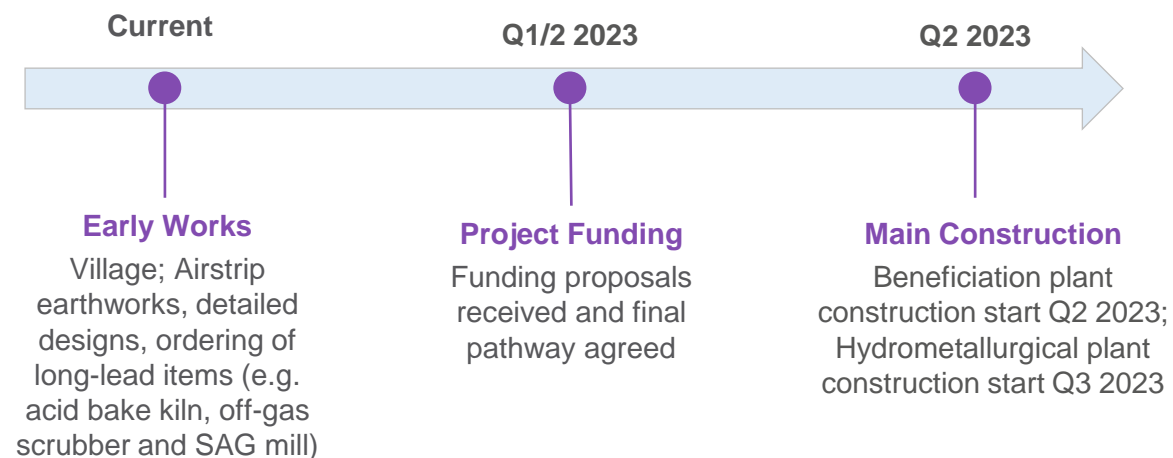 Current
Q1/2 2023
Q2 2023
Early Works
Village; Airstrip
earthworks, detailed
designs, ordering of
long-lead items (e.g.
acid bake kiln, off-gas
scrubber and SAG mill)
Project Funding
Funding proposals
received and final
pathway agreed
Main Construction
Beneficiation plant
construction start Q2 2023;
Hydrometallurgical plant
construction start Q3 2023